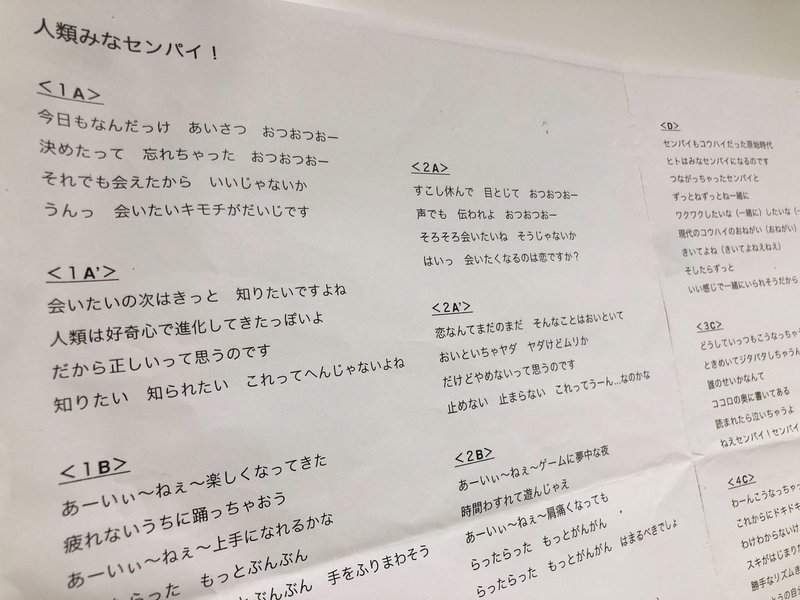 人類みなセンパイ！
<１A>
今日もなんだっけ　あいさつ　おつおつおー
決めたって　忘れちゃった　おつおつおー
それでも会えたから　いいじゃないか
うんっ　会いたいキモチがだいじです
<１A’>
会いたいの次はきっと　知りたいですよね
人類は好奇心で進化してきたっぽいよ
だから正しいって思うのです
知りたい　知られたい　これってへんじゃないよね
<１B>
あーいぃ～ねぇ～楽しくなってきた
疲れないうちに踊っちゃおう
あーいぃ～ねぇ～上手になれるかな
らったらった　もっとぶんぶん
ぶんぶん　手をふりまわそう
<２A>
すこし休んで　目とじて　おつおつおー
声でも　伝われよ　おつおつおー
そろそろ会いたいね　そうじゃないか
はいっ　会いたくなるのは恋ですか？
<２A’>
恋なんてまだのまだ　そんなことはおいといて
おいといちゃヤダ　ヤダけどムリか
だけどやめないって思うのです
止めない　止まらない　これってうーん…なのかな
<２B>
あーいぃ～ねぇ～ゲームに夢中な夜
時間わすれて遊んじゃえ
あーいぃ～ねぇ～肩痛くなっても
らったらった　もっとがんがん
らったらった　もっとがんがん　はまるべきでしょ
<D>
センパイもコウハイだった原始時代
ヒトはみなセンパイになるのです
つながっちゃったセンパイと
ずっとねずっとね一緒に
ワクワクしたいな（一緒に）したいな（
現代のコウハイのおねがい（おねがい）
きいてよね（きいてよねえねえ）
そしたらずっと
いい感じで一緒にいられそうだから
<３C>
どうしていっつもこうなっちゃ
ときめいてジタバタしちゃうん
誰のせいかなんて
ココロの奥に書いてある
読まれたら泣いちゃうよ
ねえセンパイ！センパイ
<４C>
わーんこうなっちゃっ
これからにドキドキ
わけわからないけ
スキがはじまりた
勝手なリズムき